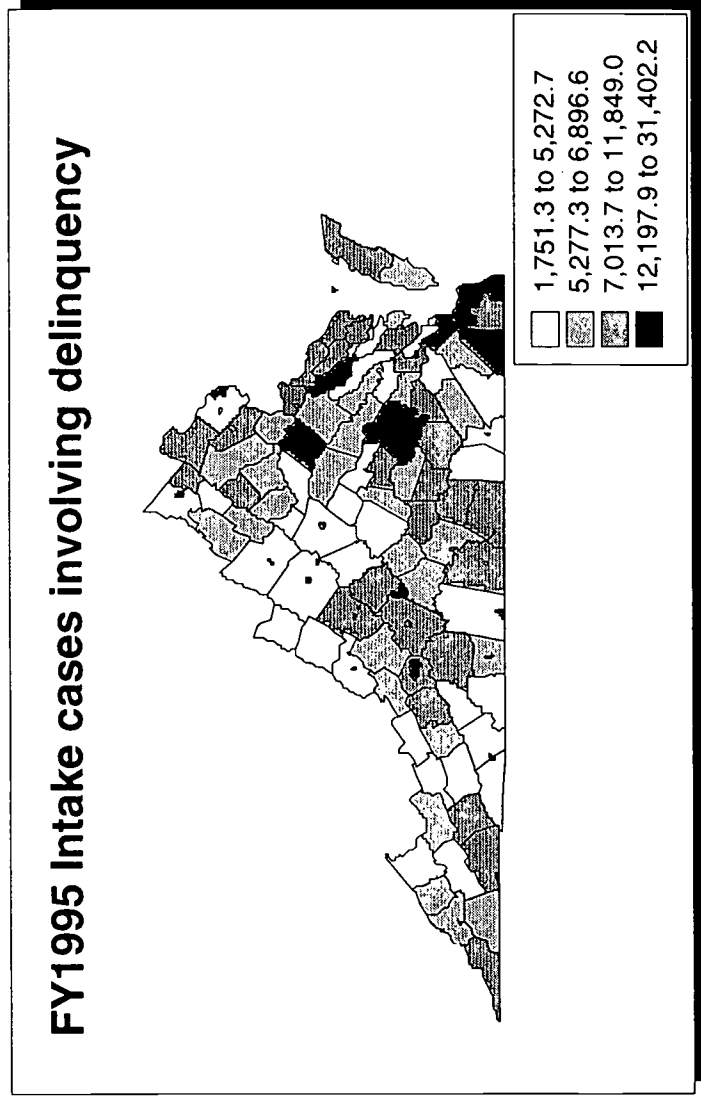 FY1995 Intake cases involving delinquency
1,751.3 to 5,272.7
5,277.3 to 6,896.6
7,013.7 to 11,849.0
12,197.9 to 31,402.2